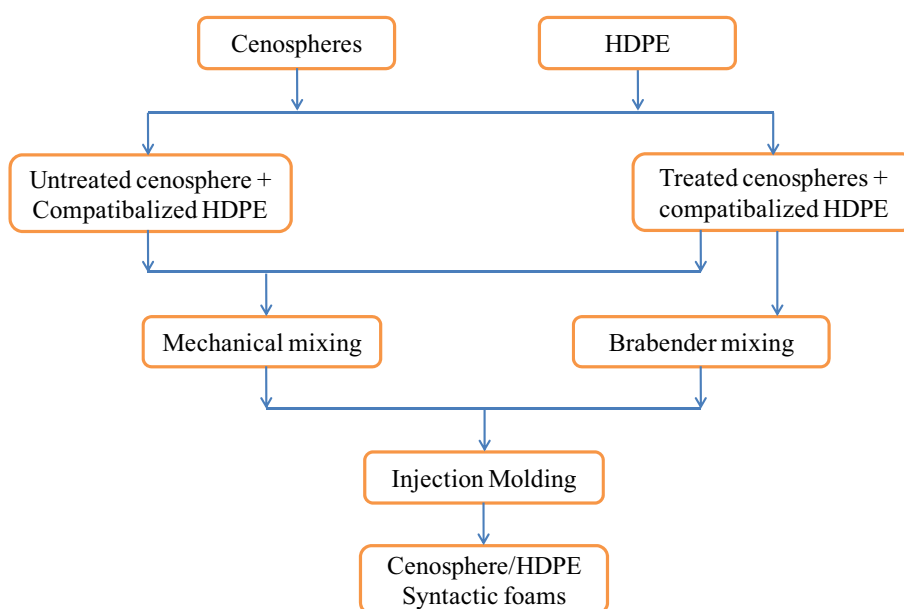 Cenospheres
HDPE
Untreated cenosphere +
Compatibalized HDPE
Treated cenospheres +
compatibalized HDPE
Mechanical mixing
Brabender mixing
Injection Molding
Cenosphere/HDPE
Syntactic foams